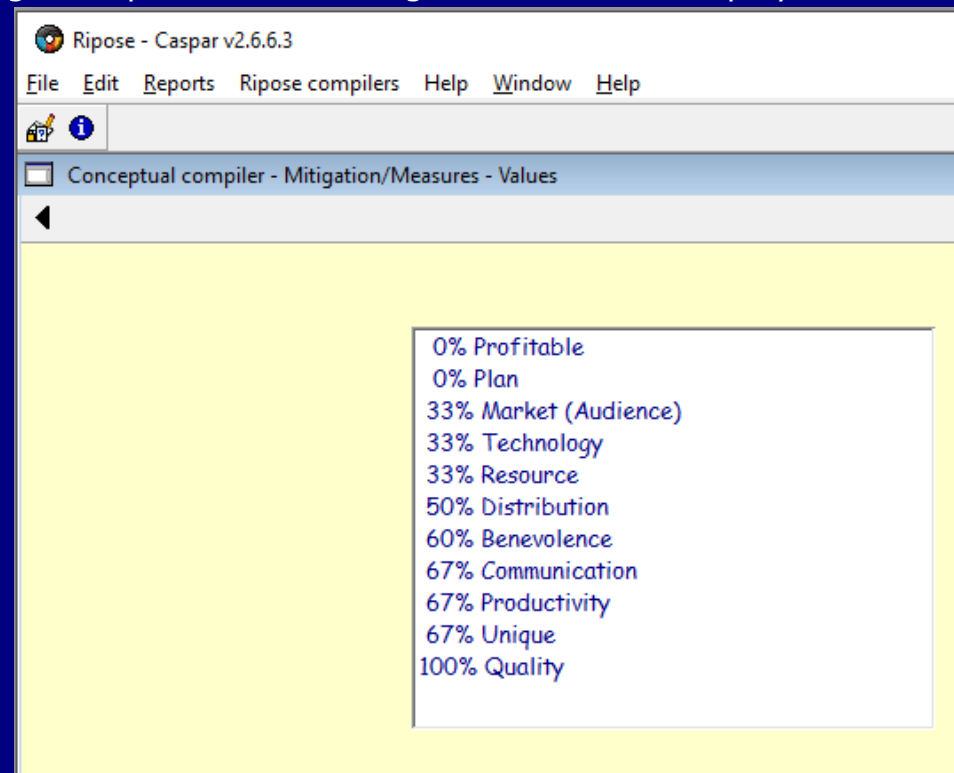 Ripose - Caspar v2.6.6.3
File Edit Reports Ripose compilers Help Window Help
Conceptual compiler - Mitigation/Measures - Values
0% Profitable
0% Plan
33% Market (Audience)
33% Technology
33% Resource
50% Distribution
60% Benevolence
67% Communication
67% Productivity
67% Unique
100% Quality